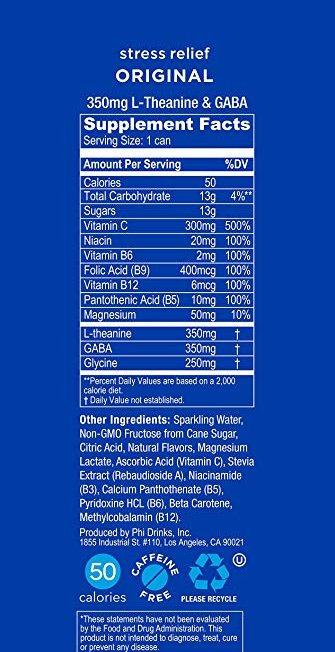 stress relief
ORIGINAL
350mg L-Theanine & GABA
Supplement Facts
Serving Size: 1 can
Amount Per Serving %DV
Calories 50
Total Carbohydrate 13g 4%**
Sugars 13g
Vitamin C 300mg 500%
Niacin 20mg 100%
Vitamin B6 2mg 100%
Folic Acid (B9) 400mcg 100%
Vitamin B12 6mcg 100%
Pantothenic Acid (B5) 10mg 100%
Magnesium 50mg 10%
L-theanine 350mg †
GABA 350mg †
Glycine 250mg †
**Percent Daily Values are based on a 2,000
calorie diet.
† Daily Value not established.
Other Ingredients: Sparkling Water,
Non-GMO Fructose from Cane Sugar,
Citric Acid, Natural Flavors, Magnesium
Lactate, Ascorbic Acid (Vitamin C), Stevia
Extract (Rebaudioside A), Niacinamide
(B3), Calcium Panthothenate (B5),
Pyridoxine HCL (B6), Beta Carotene,
Methylcobalamin (B12).
Produced by Phi Drinks, Inc.
1855 Industrial St. #110, Los Angeles, CA 90021
50
calories
CAFFEINE
FREE
PLEASE RECYCLE
U
*These statements have not been evaluated
by the Food and Drug Administration. This
product is not intended to diagnose, treat, cure
or prevent any disease.